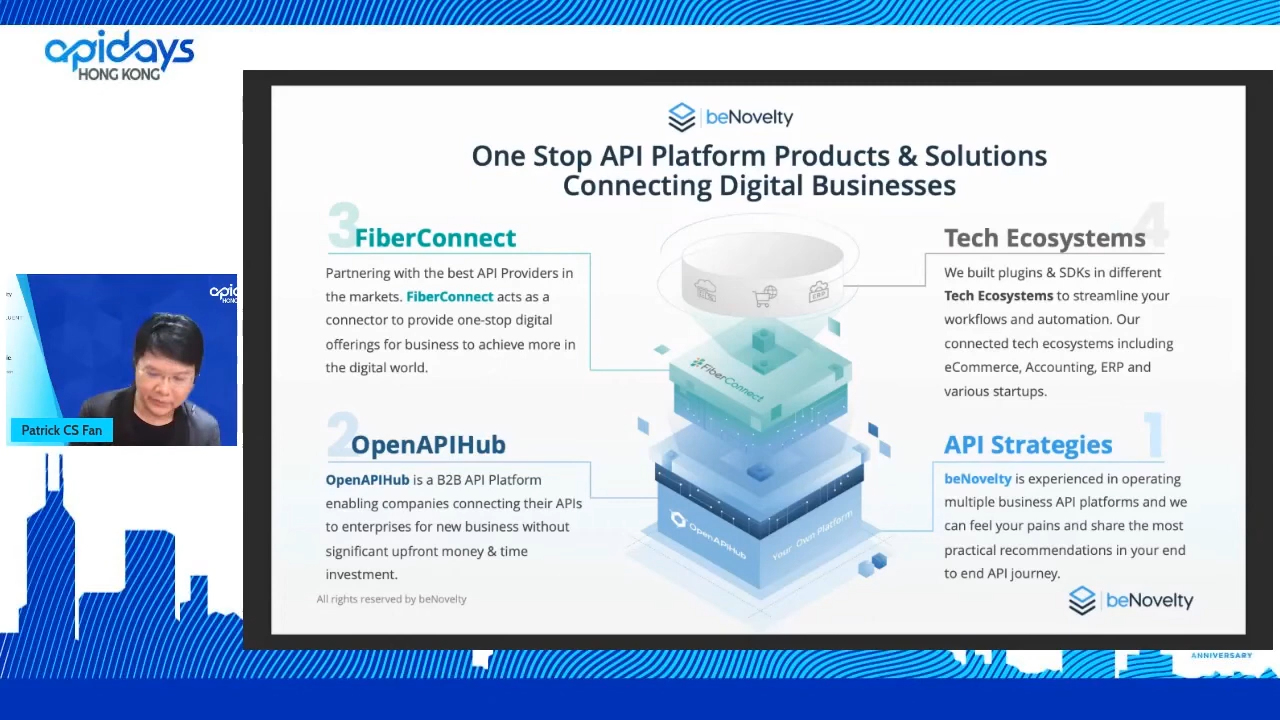 apidays
HONG KONG
beNovelty
One Stop API Platform Products & Solutions
Connecting Digital Businesses
3
FiberConnect
Partnering with the best API Providers in
the markets. FiberConnect acts as a
connector to provide one-stop digital
offerings for business to achieve more in
the digital world.
4
Tech Ecosystems
We built plugins & SDKs in different
Tech Ecosystems to streamline your
workflows and automation. Our
connected tech ecosystems including
eCommerce, Accounting, ERP and
various startups.
ERP
FiberConnect
2
OpenAPIHub
OpenAPIHub is a B2B API Platform
enabling companies connecting their APIs
to enterprises for new business without
significant upfront money & time
investment.
1
API Strategies
beNovelty is experienced in operating
multiple business API platforms and we
can feel your pains and share the most
practical recommendations in your end
to end API journey.
OpenAPIHub
Your Own Platform
All rights reserved by beNovelty
beNovelty
Patrick CS Fan
ANNIVERSARY